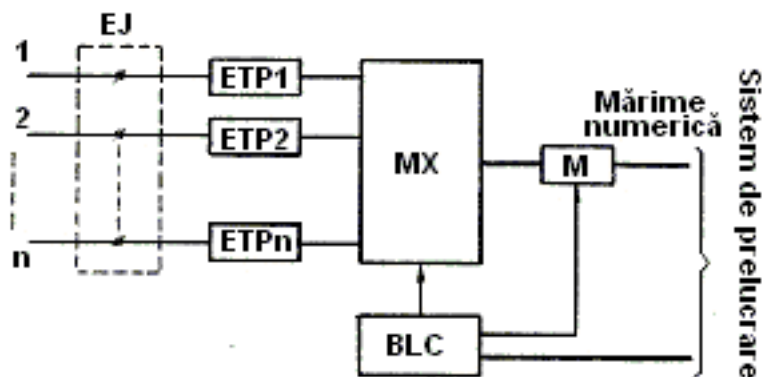 EJ
1
ETP1
2
ETP2
n
ETPn
MX
Mărime
numerică
M
BLC
Sistem de prelucrare